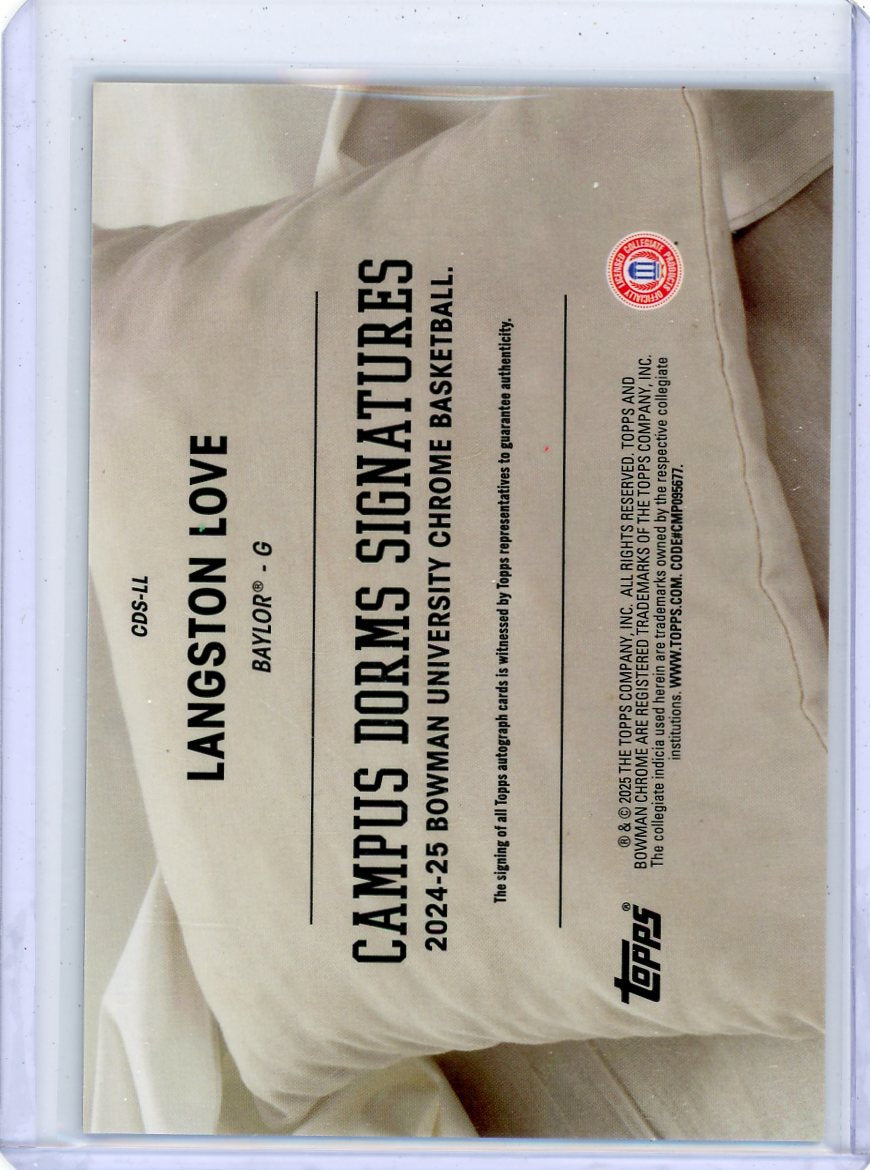 CDS-LL
LANGSTON LOVE
BAYLOR® - G
CAMPUS DORMS SIGNATURES
2024-25 BOWMAN UNIVERSITY CHROME BASKETBALL.
The signing of all Topps autograph cards is witnessed by Topps representatives to guarantee authenticity.
OFFICIALLY LICENSED COLLEGIATE PRODUCTS
topps®
® & © 2025 THE TOPPS COMPANY, INC. ALL RIGHTS RESERVED. TOPPS AND
BOWMAN CHROME ARE REGISTERED TRADEMARKS OF THE TOPPS COMPANY, INC.
The collegiate indicia used herein are trademarks owned by the respective collegiate
institutions. WWW.TOPPS.COM. CODE#CMP095677.